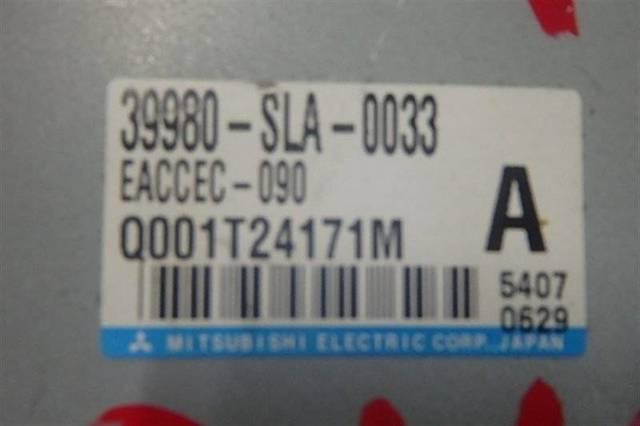 39980-SLA-0033
EACCEC-090
Q001T24171M
A
5407
0629
MITSUBISHI ELECTRIC CORP., JAPAN